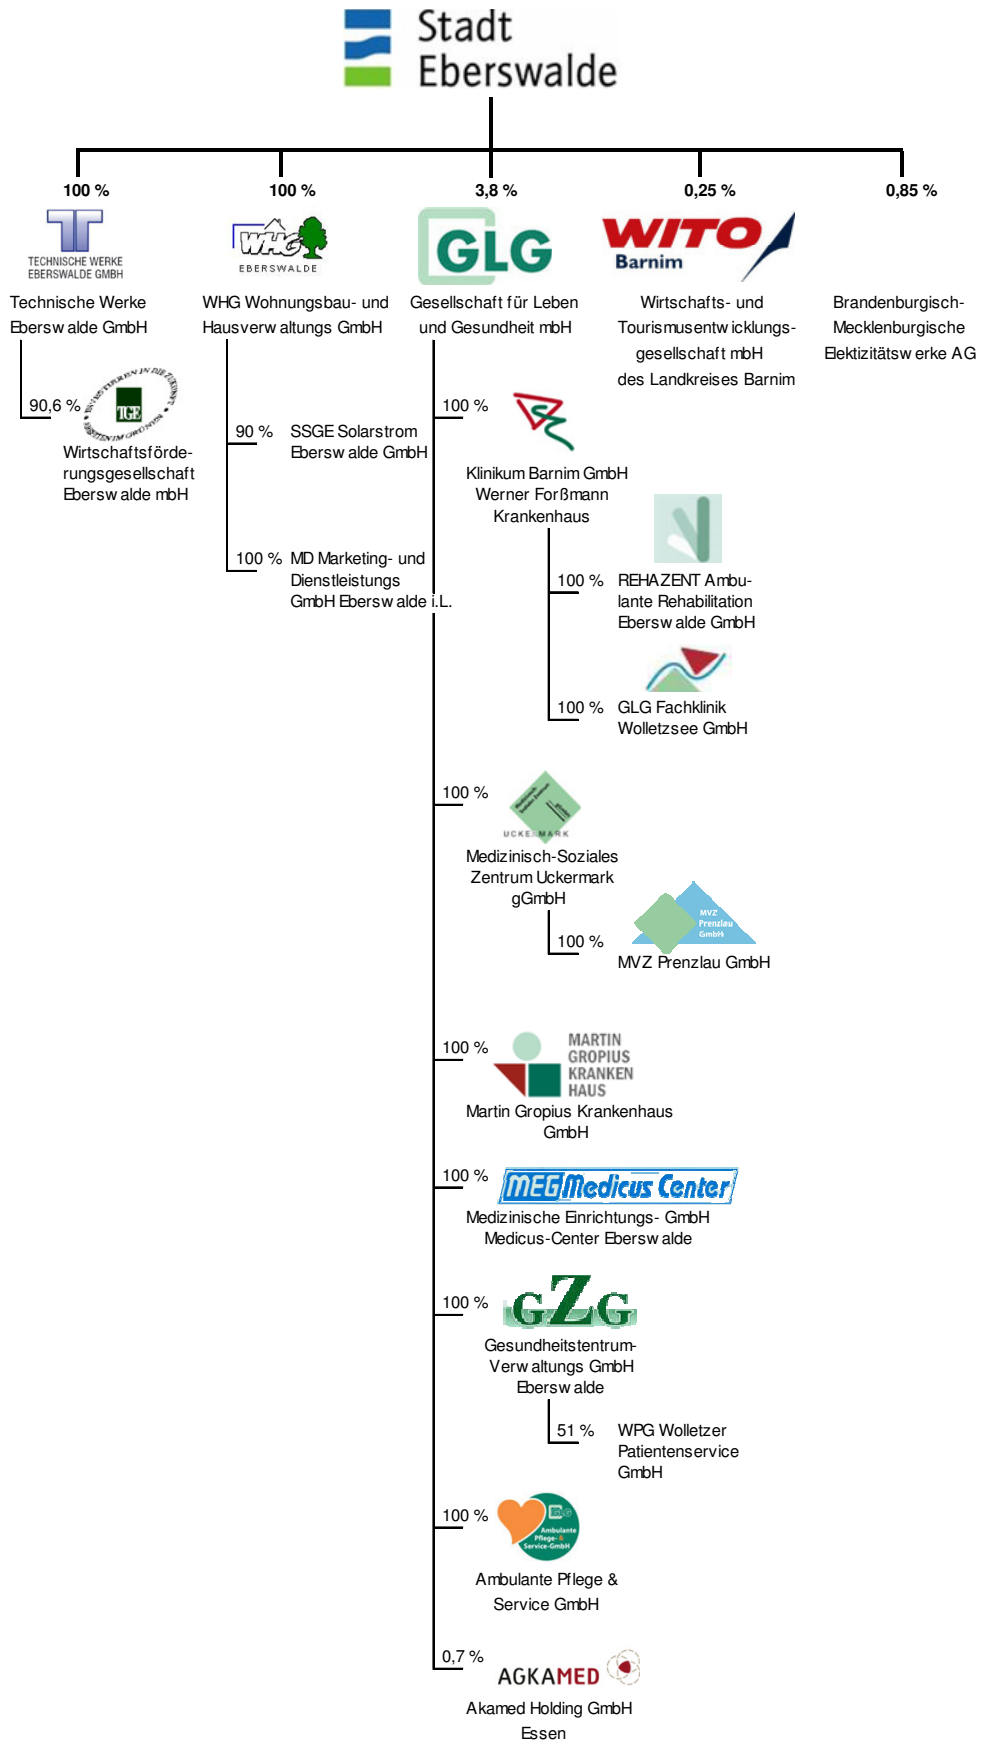 Stadt
Eberswalde
100 %
100 %
3,8 %
0,25 %
0,85 %
TECHNISCHE WERKE
EBERSWALDE GMBH
WHG
EBERSWALDE
GLG
WITO
Barnim
Technische Werke
Eberswalde GmbH
WHG Wohnungsbau- und
Hausverwaltungs GmbH
Gesellschaft für Leben
und Gesundheit mbH
Wirtschafts- und
Tourismusentwicklungs-
gesellschaft mbH
des Landkreises Barnim
Brandenburgisch-
Mecklenburgische
Elektizitätswerke AG
90,6 %
TGE
Wirtschaftsförde-
rungsgesellschaft
Eberswalde mbH
90 %
SSGE Solarstrom
Eberswalde GmbH
100 %
MD Marketing- und
Dienstleistungs
GmbH Eberswalde i.L.
100 %
Klinikum Barnim GmbH
Werner Forßmann
Krankenhaus
100 %
REHAZENT Ambu-
lante Rehabilitation
Eberswalde GmbH
100 %
GLG Fachklinik
Wolletzsee GmbH
100 %
UCKERMARK
Medizinisch-Soziales
Zentrum Uckermark
gGmbH
100 %
MVZ
Prenzlau
GmbH
MVZ Prenzlau GmbH
100 %
MARTIN
GROPIUS
KRANKEN
HAUS
Martin Gropius Krankenhaus
GmbH
100 %
MEG Medicus Center
Medizinische Einrichtungs- GmbH
Medicus-Center Eberswalde
100 %
GZG
Gesundheitstentrum-
Verwaltungs GmbH
Eberswalde
51 %
WPG Wolletzer
Patientenservice
GmbH
100 %
GLG
Ambulante
Pflege- &
Service-GmbH
Ambulante Pflege &
Service GmbH
0,7 %
AGKAMED
Akamed Holding GmbH
Essen